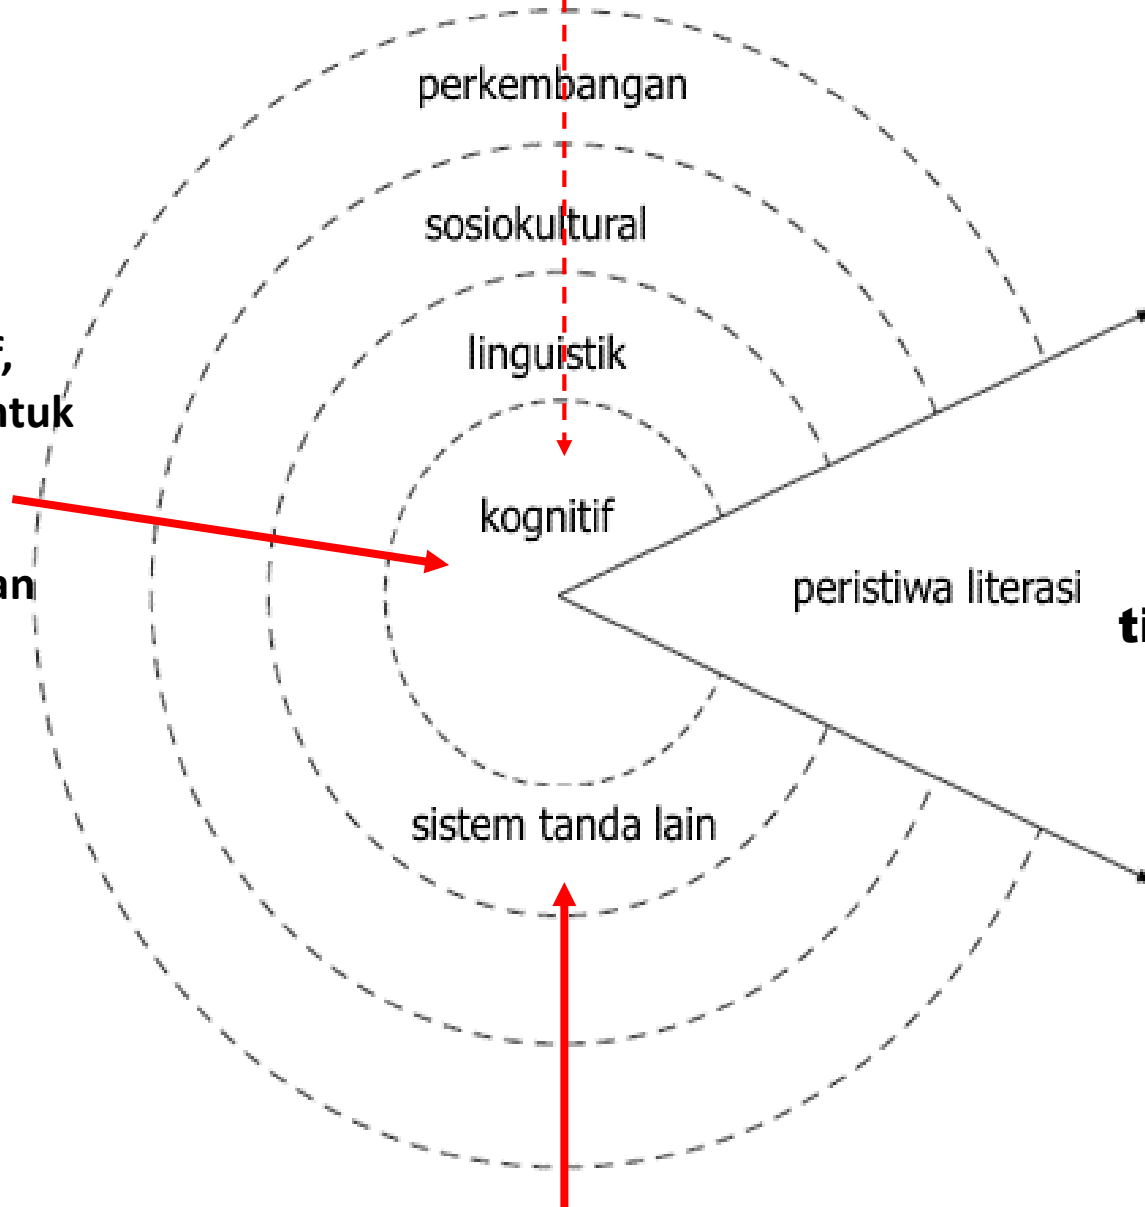 perkembangan
sosiokultural
linguistik
kognitif
peristiwa literasi
sistem tanda lain